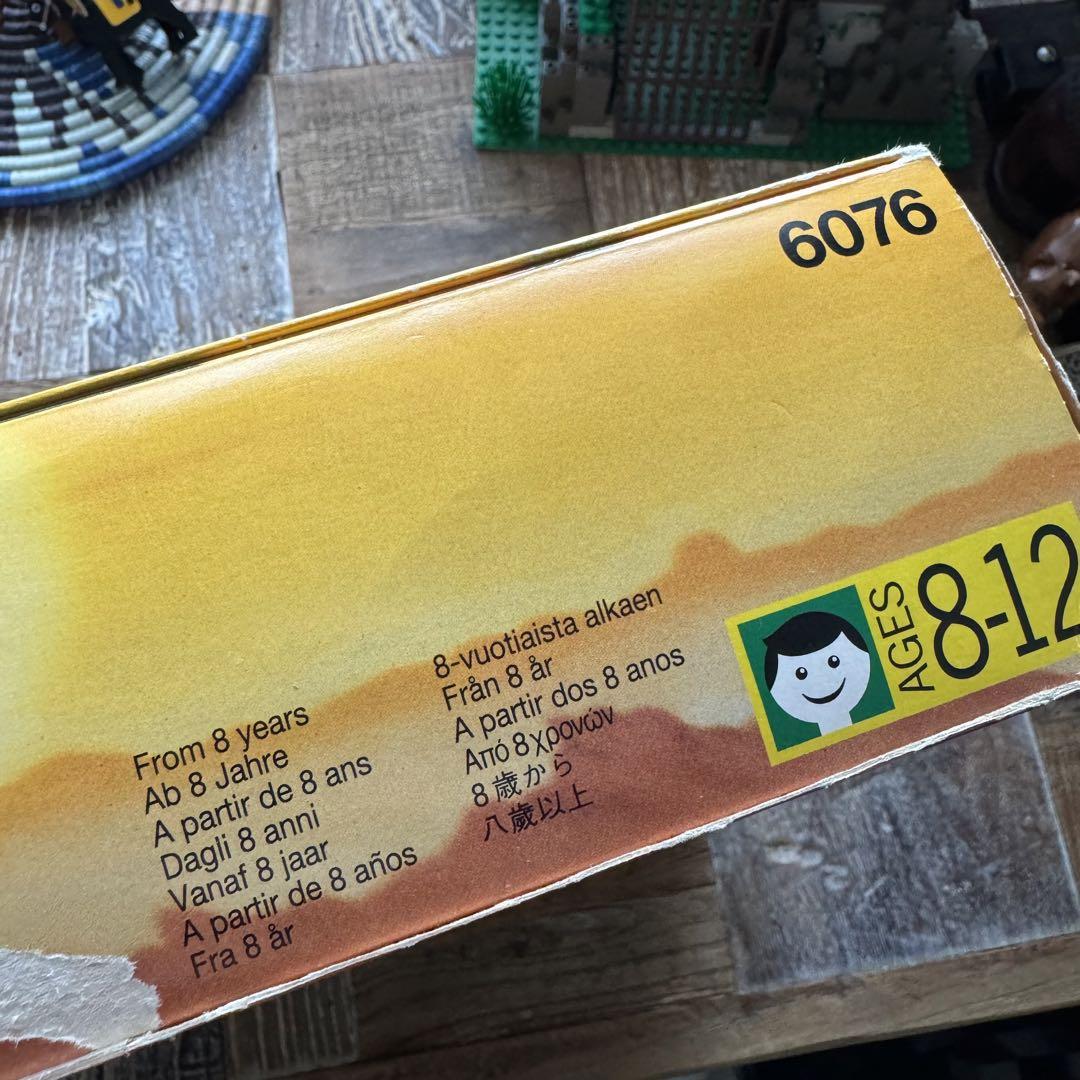 6076
From 8 years
Ab 8 Jahre
A partir de 8 ans
Dagli 8 anni
Vanaf 8 jaar
A partir de 8 años
Fra 8 år
8-vuotiaista alkaen
Från 8 år
A partir dos 8 anos
Από 8 χρονών
8歳から
八歲以上
AGES 8-12